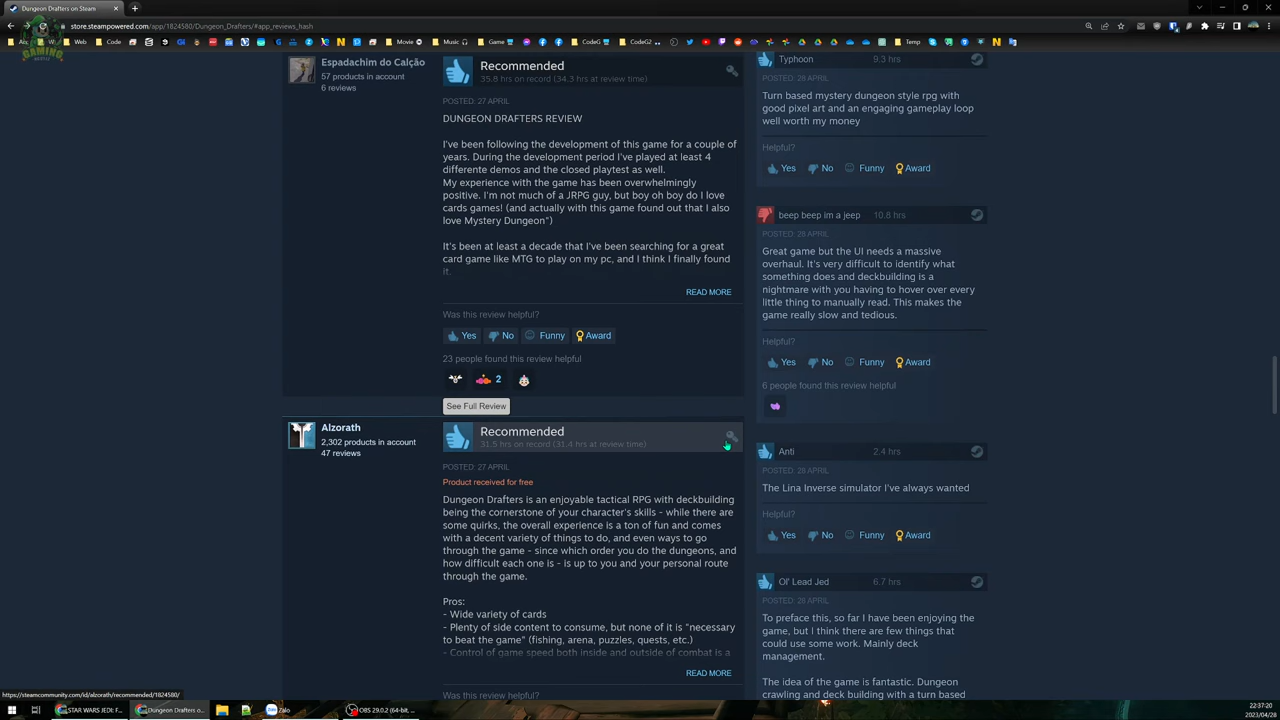 Dungeon Drafters on Steam
store.steampowered.com/app/1824580/Dungeon_Drafters/#app_reviews_hash
Web
Code
Movie
Music
Game
CodeG
CodeG2
Temp
GAMING
Espadachim do Calção
57 products in account
6 reviews
Recommended
35.8 hrs on record (34.3 hrs at review time)
POSTED: 27 APRIL
DUNGEON DRAFTERS REVIEW
I've been following the development of this game for a couple of
years. During the development period I've played at least 4
differente demos and the closed playtest as well.
My experience with the game has been overwhelmingly
positive. I'm not much of a JRPG guy, but boy oh boy do I love
cards games! (and actually with this game found out that I also
love Mystery Dungeon")
It's been at least a decade that I've been searching for a great
card game like MTG to play on my pc, and I think I finally found
it.
READ MORE
Was this review helpful?
Yes No Funny Award
23 people found this review helpful
2
See Full Review
Alzorath
2,302 products in account
47 reviews
Recommended
31.5 hrs on record (31.4 hrs at review time)
POSTED: 27 APRIL
Product received for free
Dungeon Drafters is an enjoyable tactical RPG with deckbuilding
being the cornerstone of your character's skills - while there are
some quirks, the overall experience is a ton of fun and comes
with a decent variety of things to do, and even ways to go
through the game - since which order you do the dungeons, and
how difficult each one is - is up to you and your personal route
through the game.
Pros:
- Wide variety of cards
- Plenty of side content to consume, but none of it is "necessary
to beat the game" (fishing, arena, puzzles, quests, etc.)
- Control of game speed both inside and outside of combat is a
READ MORE
Was this review helpful?
Typhoon 9.3 hrs
POSTED: 28 APRIL
Turn based mystery dungeon style rpg with
good pixel art and an engaging gameplay loop
well worth my money
Helpful?
Yes No Funny Award
beep beep im a jeep 10.8 hrs
POSTED: 28 APRIL
Great game but the UI needs a massive
overhaul. It's very difficult to identify what
something does and deckbuilding is a
nightmare with you having to hover over every
little thing to manually read. This makes the
game really slow and tedious.
Helpful?
Yes No Funny Award
6 people found this review helpful
Anti 2.4 hrs
The Lina Inverse simulator I've always wanted
Helpful?
Yes No Funny Award
Ol' Lead Jed 6.7 hrs
POSTED: 28 APRIL
To preface this, so far I have been enjoying the
game, but I think there are few things that
could use some work. Mainly deck
management.
The idea of the game is fantastic. Dungeon
crawling and deck building with a turn based
https://steamcommunity.com/id/alzorath/recommended/1824580/
STAR WARS JEDI: F...
Dungeon Drafters o...
Zalo
OBS 29.0.2 (64-bit, ...
22:37:20
2023/04/28